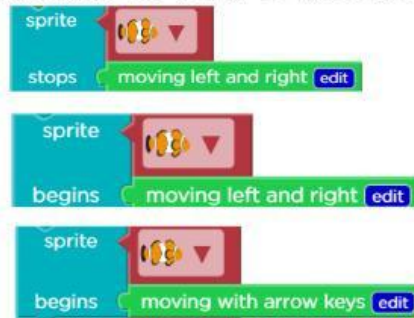 sprite
stops moving left and right edit
sprite
begins moving left and right edit
sprite
begins moving with arrow keys edit